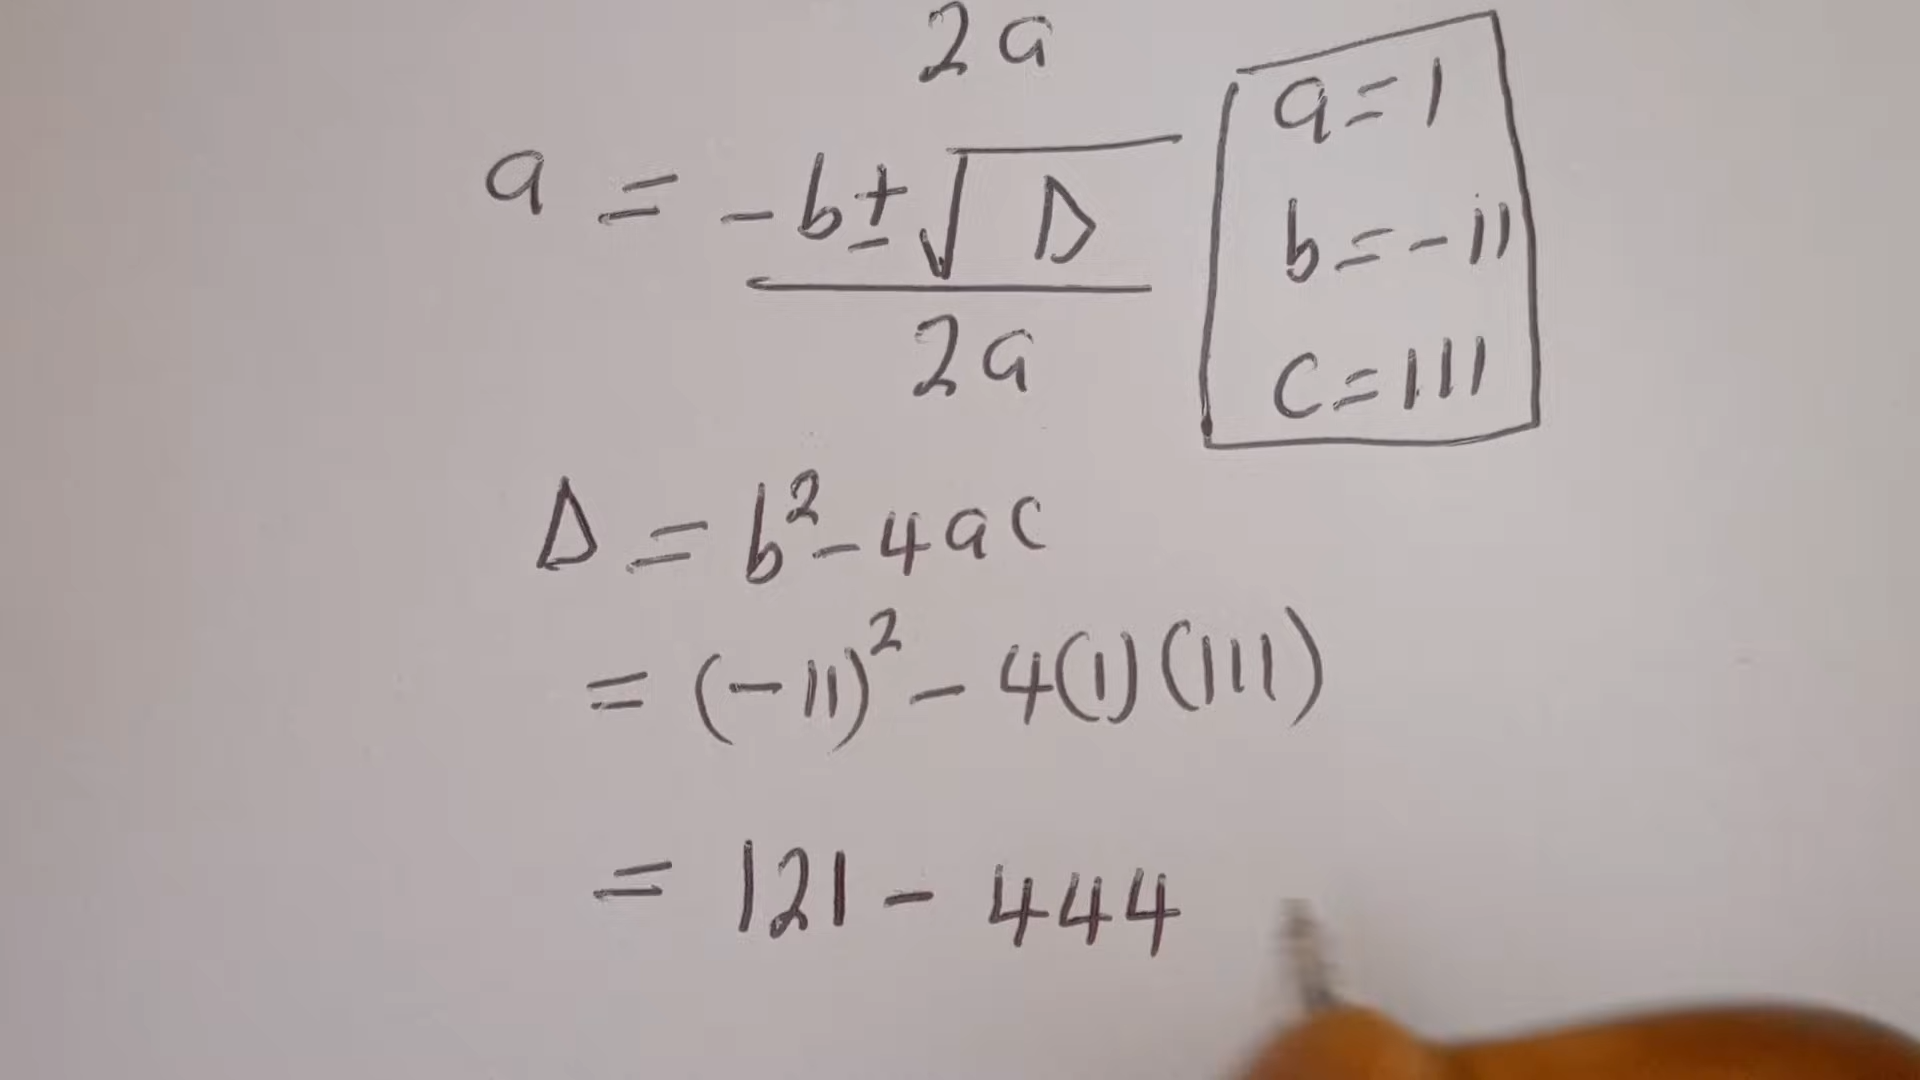 2a
a = -b±√D
2a
a=1
b=-11
c=111
Δ = b²-4ac
= (-11)² - 4(1)(111)
= 121 - 444